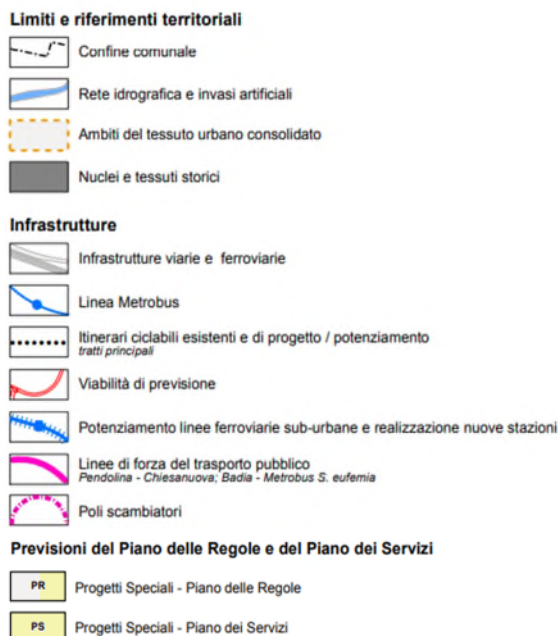 Limiti e riferimenti territoriali
Confine comunale
Rete idrografica e invasi artificiali
Ambiti del tessuto urbano consolidato
Nuclei e tessuti storici
Infrastrutture
Infrastrutture viarie e ferroviarie
Linea Metrobus
Itinerari ciclabili esistenti e di progetto / potenziamento
tratti principali
Viabilità di previsione
Potenziamento linee ferroviarie sub-urbane e realizzazione nuove stazioni
Linee di forza del trasporto pubblico
Pendolina - Chiesanuova; Badia - Metrobus S. eufemia
Poli scambiatori
Previsioni del Piano delle Regole e del Piano dei Servizi
PR Progetti Speciali - Piano delle Regole
PS Progetti Speciali - Piano dei Servizi